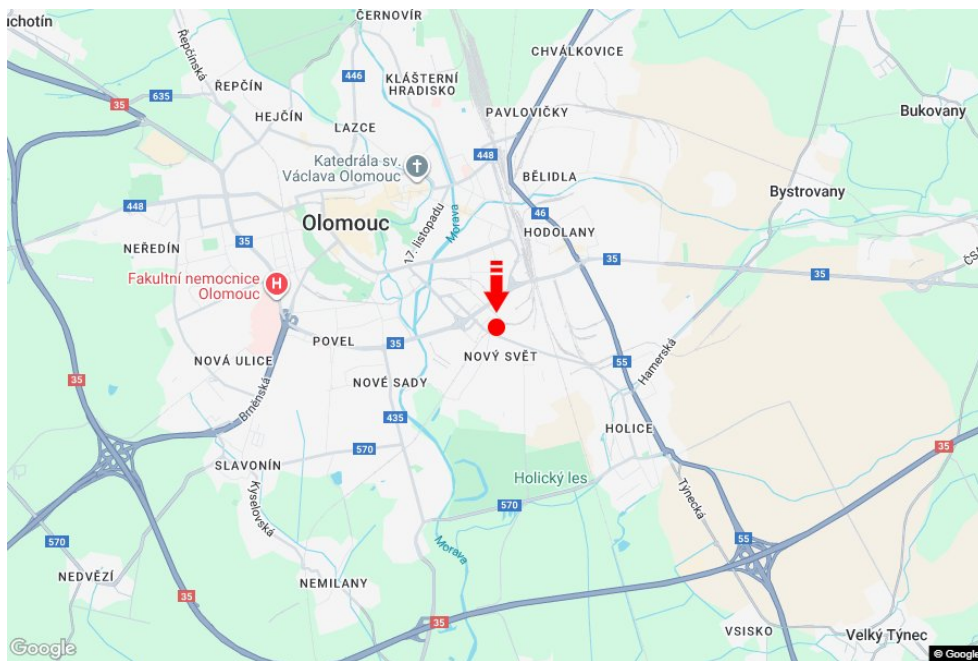 uchotín
ČERNOVÍR
Řepčínská
446
KLÁŠTERNÍ
HRADISKO
CHVÁLKOVICE
ŘEPČÍN
35
635
HEJČÍN
LAZCE
PAVLOVIČKY
Bukovany
Katedrála sv.
Václava Olomouc
448
BĚLIDLA
Bystrovany
448
17. listopadu
Morava
46
NEŘEDÍN
35
Olomouc
HODOLANY
35
35
ČSA
Fakultní nemocnice
Olomouc
H
POVEL
35
NOVÝ SVĚT
NOVÁ ULICE
55
Hamerská
35
Brněnská
NOVÉ SADY
435
570
HOLICE
35
SLAVONÍN
Holický les
Kyselovská
570
Týnecká
570
Morava
55
NEDVĚZÍ
NEMILANY
35
35
VSISKO
Velký Týnec
Google
© Google